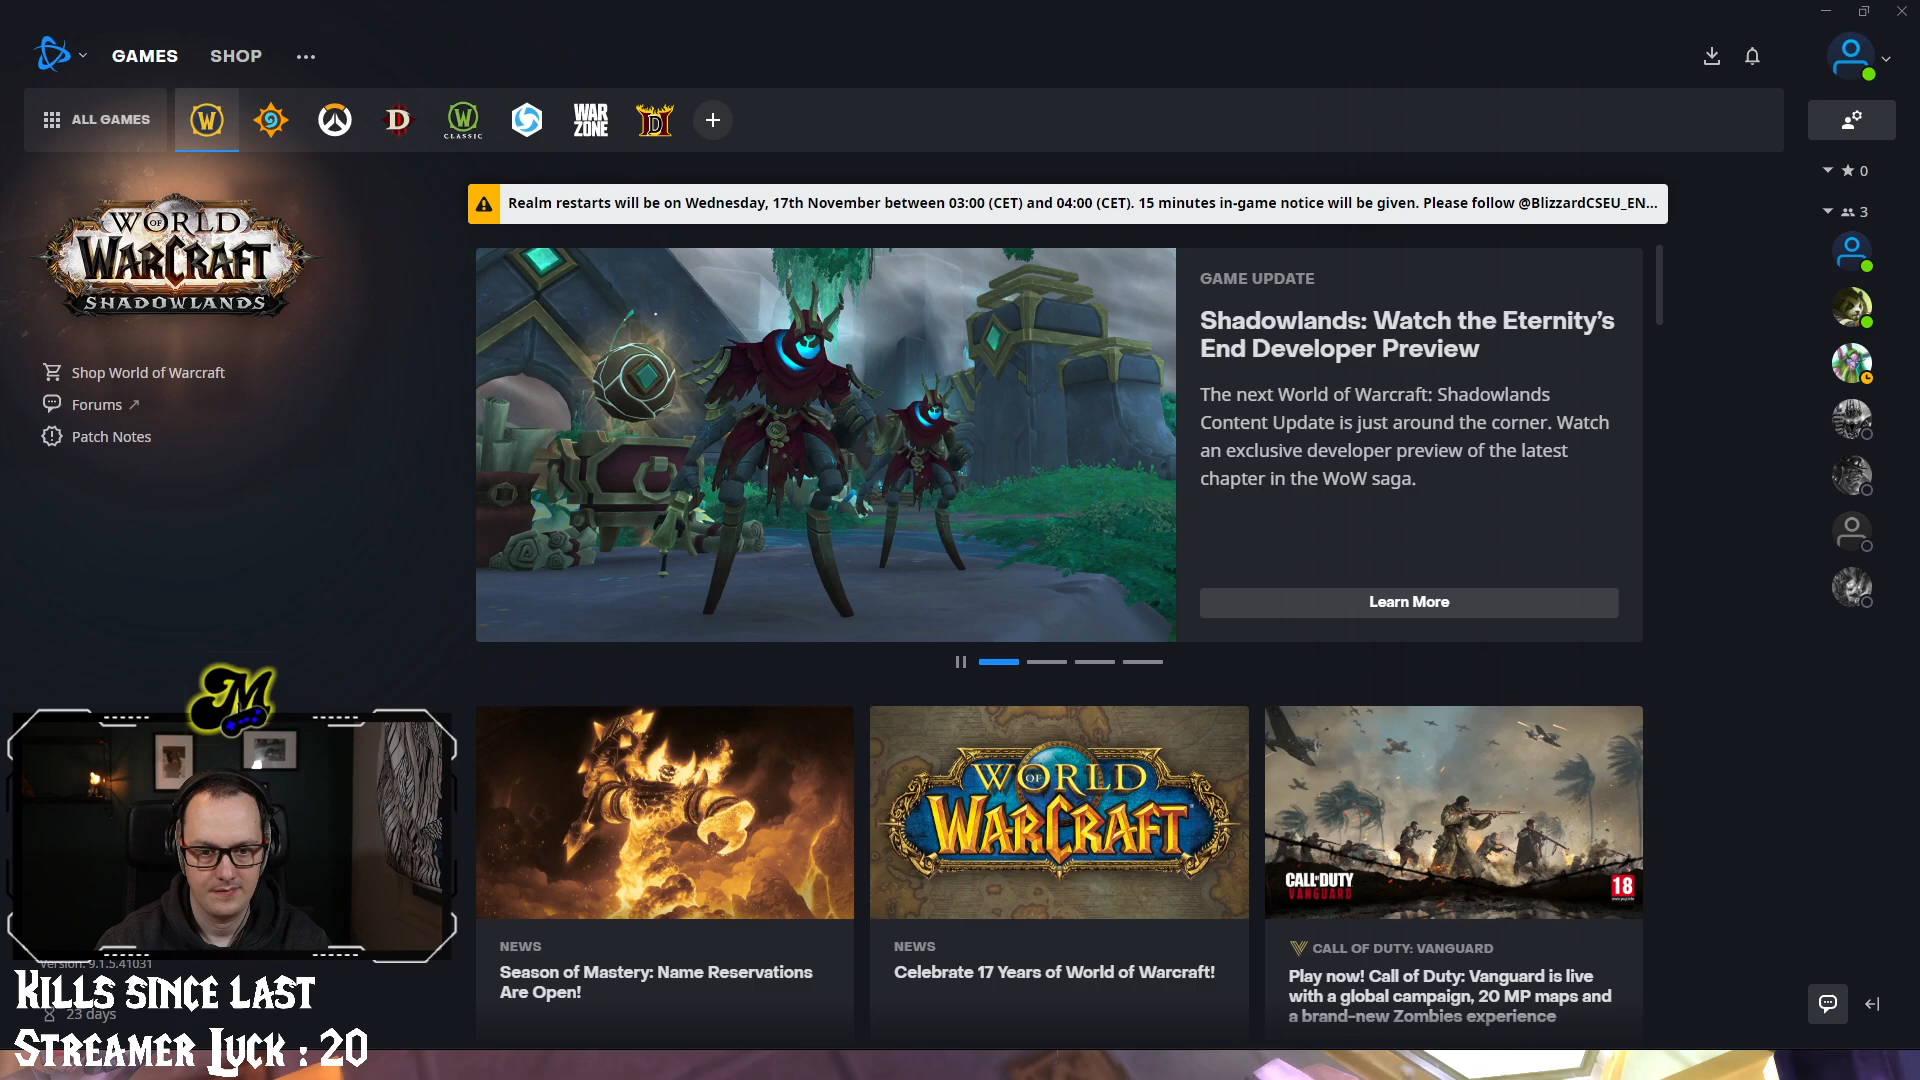 GAMES
SHOP
ALL GAMES
W
D
W
CLASSIC
WAR
ZONE
II
D
0
3
WORLD
OF
WARCRAFT
SHADOWLANDS
Realm restarts will be on Wednesday, 17th November between 03:00 (CET) and 04:00 (CET). 15 minutes in-game notice will be given. Please follow @BlizzardCSEU_EN...
Shop World of Warcraft
Forums
Patch Notes
GAME UPDATE
Shadowlands: Watch the Eternity’s
End Developer Preview
The next World of Warcraft: Shadowlands
Content Update is just around the corner. Watch
an exclusive developer preview of the latest
chapter in the WoW saga.
Learn More
M
WORLD
OF
WARCRAFT
CALL OF DUTY
VANGUARD
18
NEWS
Season of Mastery: Name Reservations
Are Open!
NEWS
Celebrate 17 Years of World of Warcraft!
CALL OF DUTY: VANGUARD
Play now! Call of Duty: Vanguard is live
with a global campaign, 20 MP maps and
a brand-new Zombies experience
Version: 9.1.5.41031
Kills since last
23 days
Streamer Luck : 20